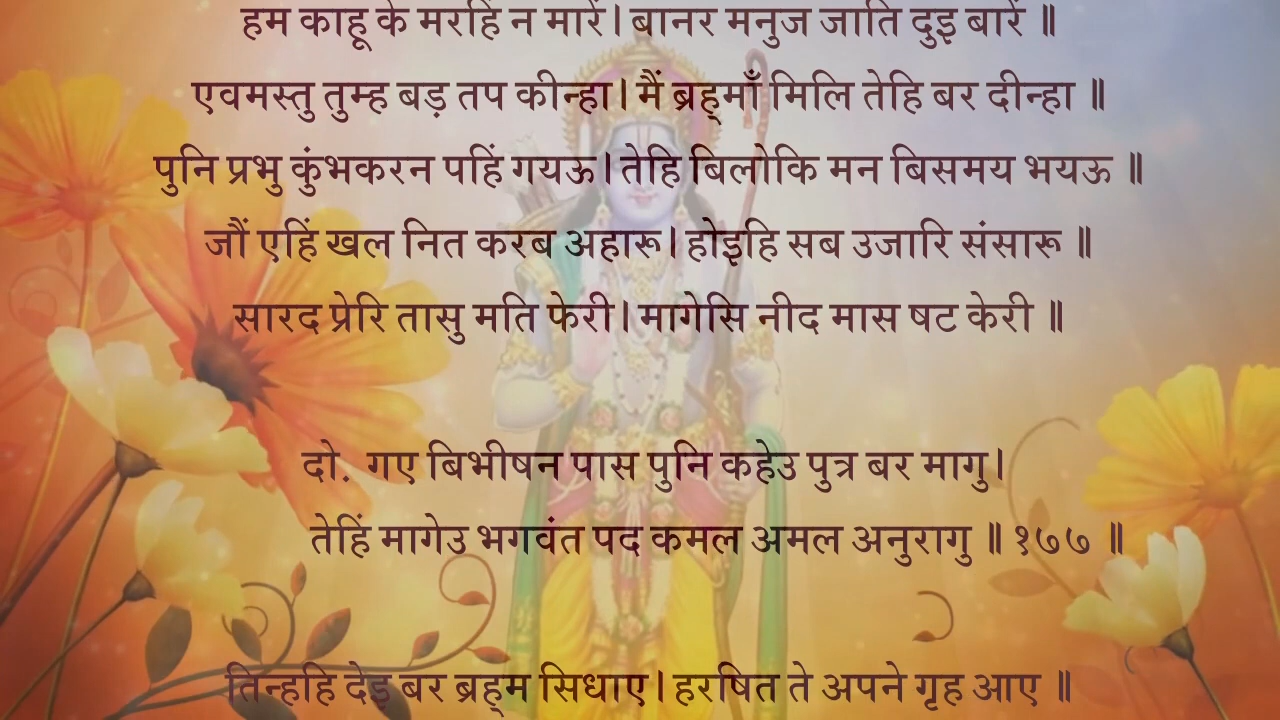 हम काहू के मरहिं न मारें। बानर मनुज जाति दुइ बारें ॥
एवमस्तु तुम्ह बड़ तप कीन्हा। मैं ब्रह्माँ मिलि तेहि बर दीन्हा ॥
पुनि प्रभु कुंभकरन पहिं गयऊ। तेहि बिलोकि मन बिसमय भयऊ ॥
जौं एहिं खल नित करब अहारू। होइहि सब उजारि संसारू ॥
सारद प्रेरि तासु मति फेरी। मागेसि नीद मास षट केरी ॥
दो. गए बिभीषन पास पुनि कहेउ पुत्र बर मागु।
तेहिं मागेउ भगवंत पद कमल अमल अनुरागु ॥ १७७ ॥
तिन्हहि देइ बर ब्रह्म सिधाए। हरषित ते अपने गृह आए ॥